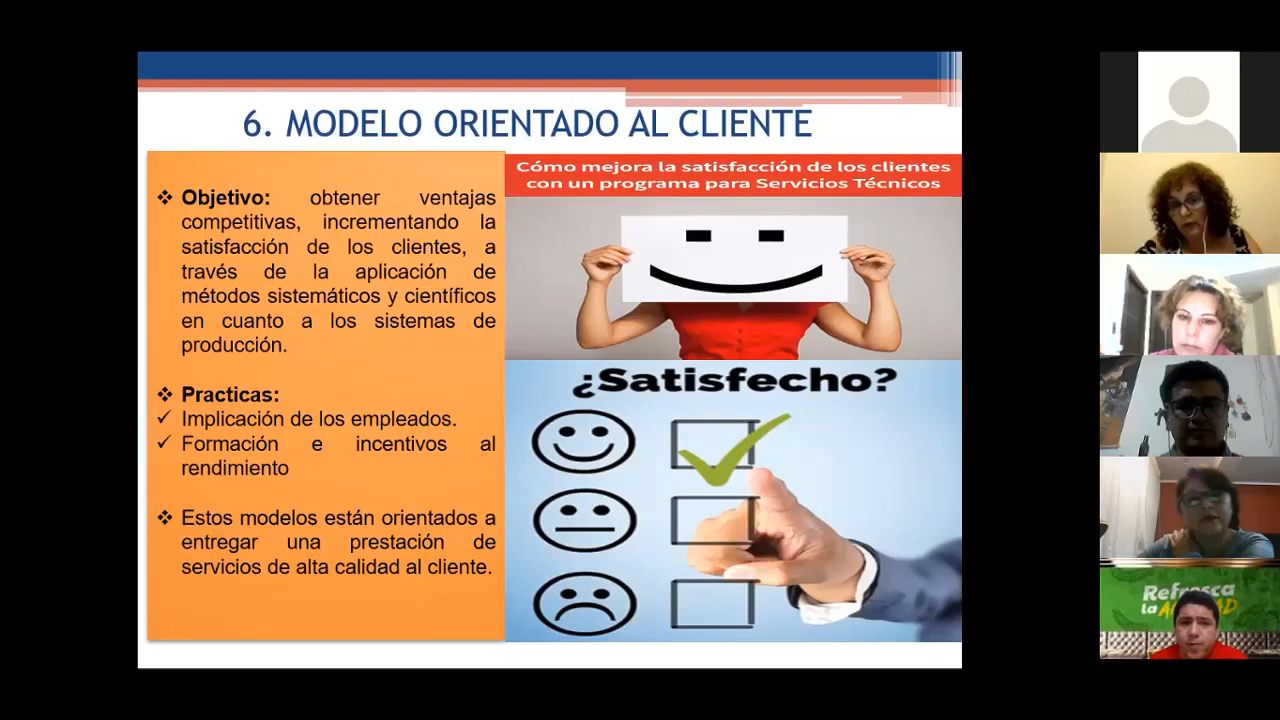 6. MODELO ORIENTADO AL CLIENTE
❖ Objetivo: obtener ventajas
competitivas, incrementando la
satisfacción de los clientes, a
través de la aplicación de
métodos sistemáticos y científicos
en cuanto a los sistemas de
producción.
❖ Practicas:
✓ Implicación de los empleados.
✓ Formación e incentivos al
rendimiento
❖ Estos modelos están orientados a
entregar una prestación de
servicios de alta calidad al cliente.
Cómo mejora la satisfacción de los clientes
con un programa para Servicios Técnicos
¿Satisfecho?
la